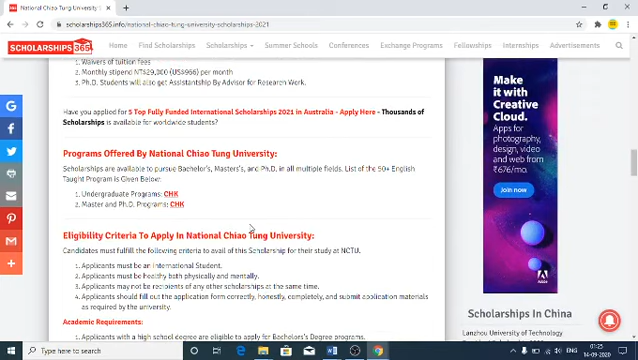 National Chiao Tung University S
scholarships365.info/national-chiao-tung-university-scholarships-2021
SCHOLARSHIPS 365
Home
Find Scholarships
Scholarships
Summer Schools
Conferences
Exchange Programs
Fellowships
Internships
Advertisements
1. Waivers of tuition fees
2. Monthly stipend NT$29,000 (US$966) per month
3. Ph.D. Students will also get Assistantship By Advisor for Research Work.
Have you applied for 5 Top Fully Funded International Scholarships 2021 in Australia - Apply Here - Thousands of
Scholarships is available for worldwide students?
Programs Offered By National Chiao Tung University:
Scholarships are available to pursue Bachelor's, Masters's, and Ph.D. in all multiple fields. List of the 50+ English
Taught Program is Given Below:
1. Undergraduate Programs: CHK
2. Master and Ph.D. Programs: CHK
Eligibility Criteria To Apply In National Chiao Tung University:
Candidates must fulfill the following criteria to avail of this Scholarship for their study at NCTU.
1. Applicants must be an International Student.
2. Applicants must be healthy bath physically and mentally.
3. Applicants may not be recipients of any other scholarships at the same time.
4. Applicants should fill out the application form correctly, honestly, completely, and submit application materials
as required by the university.
Academic Requirements:
1. Applicants with a high school degree are eligible to apply for Bachelors's Degree programs.
Make
it with
Creative
Cloud.
Apps for
photography,
design, video
and web from
₹676/mo.
Join now
Adobe
Scholarships In China
Lanzhou University of Technology
Type here to search
ENG
01:25
14-09-2020